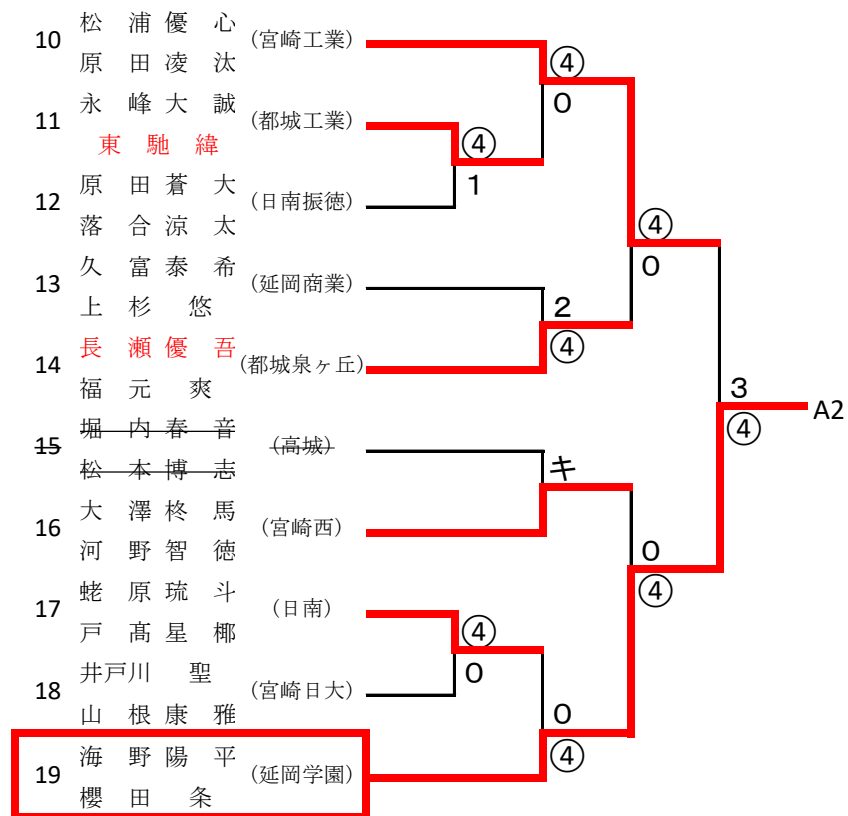 松浦優心
10 (宮崎工業)
原田凌汰
④
0
永峰大誠
11 (都城工業)
東馳緯
④
1
原田蒼大
12 (日南振徳)
落合涼太
④
0
久富泰希
13 (延岡商業)
上杉悠
2
④
長瀬優吾
14 (都城泉ヶ丘)
福元爽
3
④
A2
堀内春音
15 (高城)
松本博志
キ
大澤柊馬
16 (宮崎西)
河野智徳
0
④
蛯原琉斗
17 (日南)
戸髙星椰
④
0
井戸川聖
18 (宮崎日大)
山根康雅
0
④
海野陽平
19 (延岡学園)
櫻田条